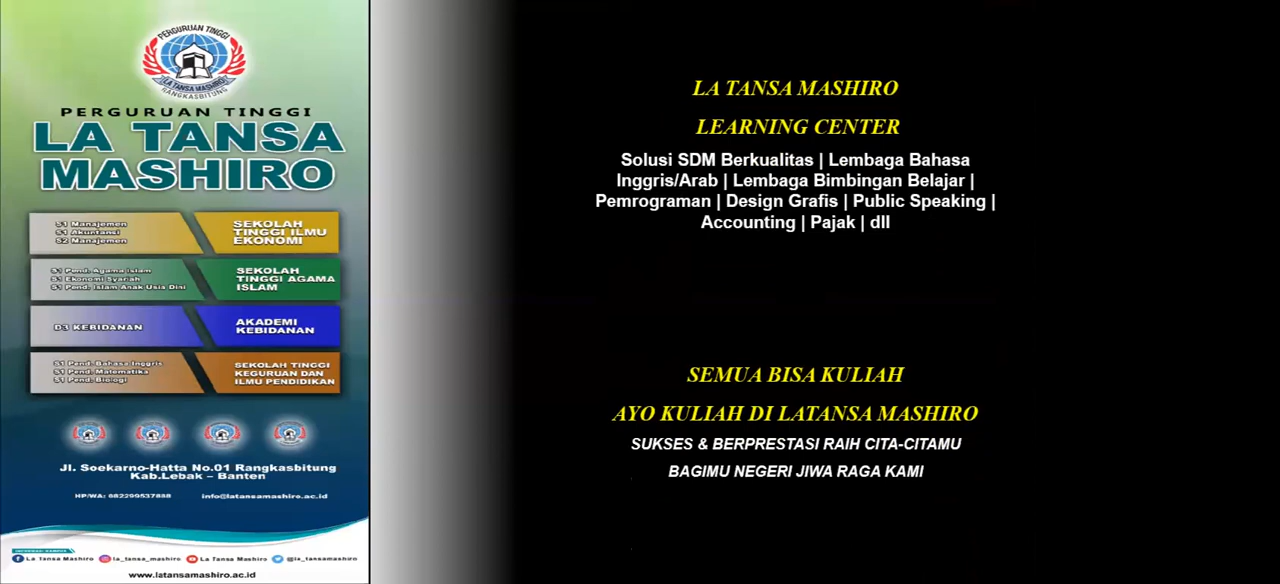 PERGURUAN TINGGI
LA TANSA MASHIRO
RANGKASBITUNG
PERGURUAN TINGGI
LA TANSA
MASHIRO
S1 Manajemen
S1 Akuntansi
S2 Manajemen
SEKOLAH
TINGGI ILMU
EKONOMI
S1 Pend. Agama Islam
S1 Ekonomi Syariah
S1 Pend. Islam Anak Usia Dini
SEKOLAH
TINGGI AGAMA
ISLAM
D3 KEBIDANAN
AKADEMI
KEBIDANAN
S1 Pend. Bahasa Inggris
S1 Pend. Matematika
S1 Pend. Biologi
SEKOLAH TINGGI
KEGURUAN DAN
ILMU PENDIDIKAN
Jl. Soekarno-Hatta No.01 Rangkasbitung
Kab.Lebak – Banten
HP/WA: 082299537888 info@latansamashiro.ac.id
INFORMASI KAMPUS
La Tansa Mashiro la_tansa_mashiro La Tansa Mashiro @la_tansamashiro
www.latansamashiro.ac.id
LA TANSA MASHIRO
LEARNING CENTER
Solusi SDM Berkualitas | Lembaga Bahasa
Inggris/Arab | Lembaga Bimbingan Belajar |
Pemrograman | Design Grafis | Public Speaking |
Accounting | Pajak | dll
SEMUA BISA KULIAH
AYO KULIAH DI LATANSA MASHIRO
SUKSES & BERPRESTASI RAIH CITA-CITAMU
BAGIMU NEGERI JIWA RAGA KAMI